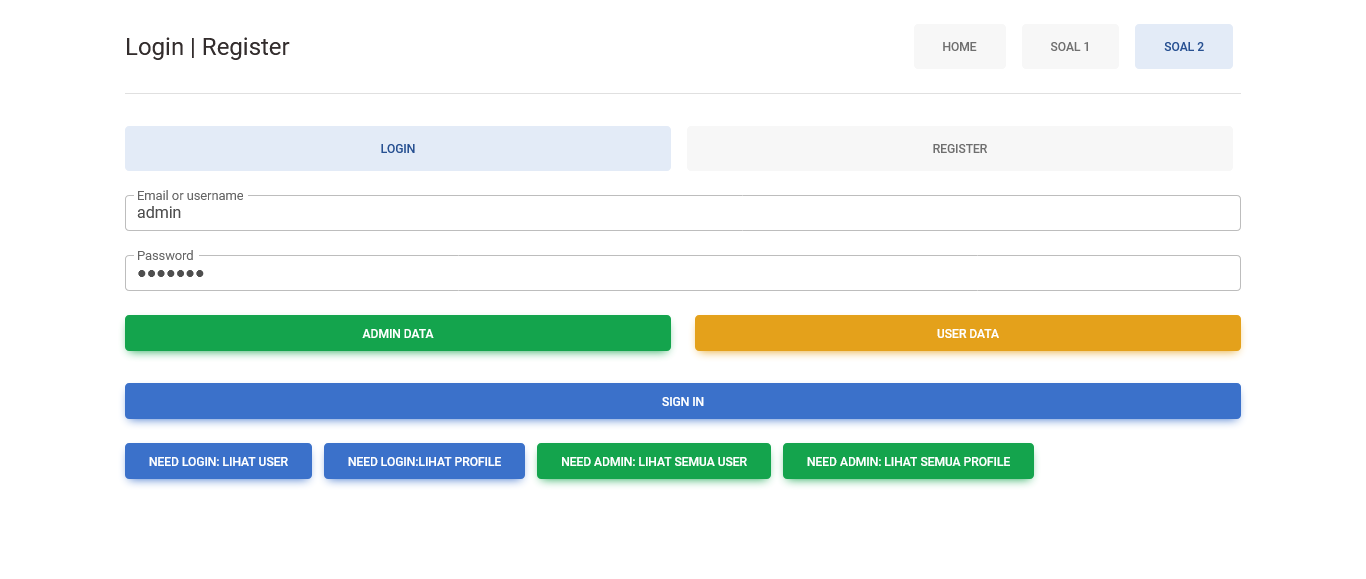 Login | Register
HOME
SOAL 1
SOAL 2
LOGIN
REGISTER
Email or username
admin
Password
•••••••
ADMIN DATA
USER DATA
SIGN IN
NEED LOGIN: LIHAT USER
NEED LOGIN:LIHAT PROFILE
NEED ADMIN: LIHAT SEMUA USER
NEED ADMIN: LIHAT SEMUA PROFILE